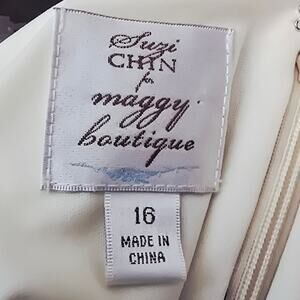 Suzi
CHIN
for
maggy
boutique
16
MADE IN
CHINA